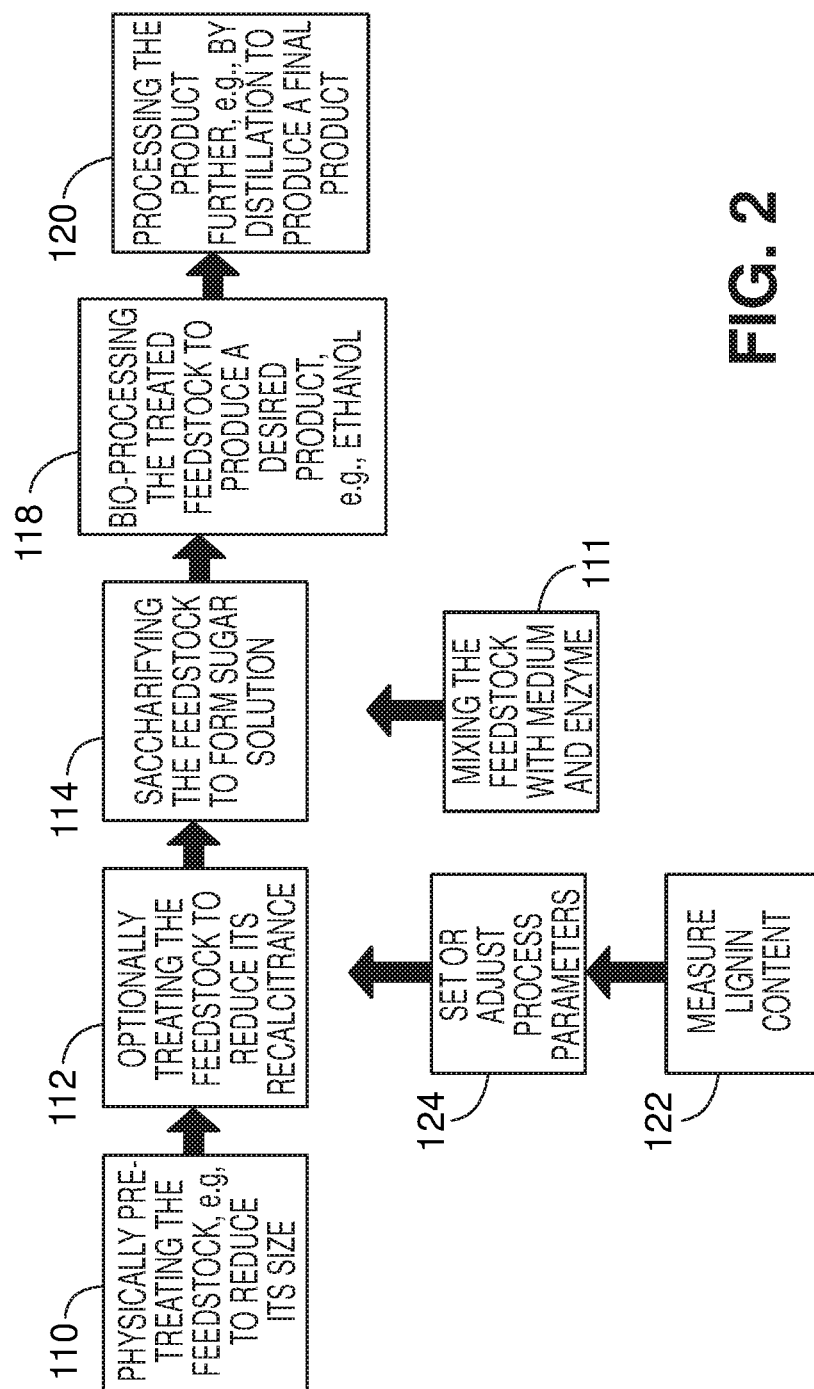 110
PHYSICALLY PRE-
TREATING THE
FEEDSTOCK, e.g,
TO REDUCE
ITS SIZE
112
OPTIONALLY
TREATING THE
FEEDSTOCK TO
REDUCE ITS
RECALCITRANCE
114
SACCHARIFYING
THE FEEDSTOCK
TO FORM SUGAR
SOLUTION
118
BIO-PROCESSING
THE TREATED
FEEDSTOCK TO
PRODUCE A
DESIRED
PRODUCT,
e.g., ETHANOL
120
PROCESSING THE
PRODUCT
FURTHER, e.g., BY
DISTILLATION TO
PRODUCE A FINAL
PRODUCT
124
SET OR
ADJUST
PROCESS
PARAMETERS
111
MIXING THE
FEEDSTOCK
WITH MEDIUM
AND ENZYME
122
MEASURE
LIGNIN
CONTENT
FIG. 2